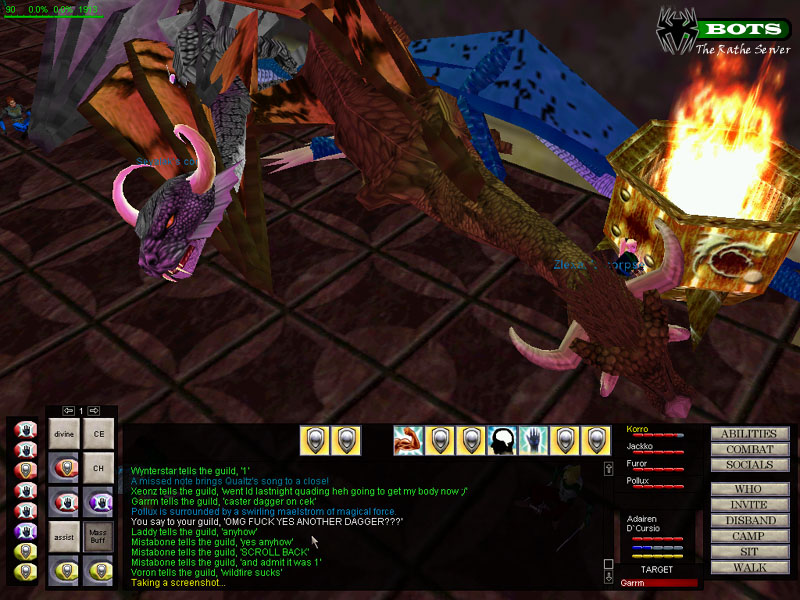 90 0.0% 0.0% 1913
BOTS
The Rathe Server
1
divine
CE
CH
assist
Mass
Buff
Wynterstar tells the guild, '1'
A missed note brings Qualtz's song to a close!
Xeonz tells the guild, 'went ld lastnight quading heh going to get my body now ;'
Garrm tells the guild, 'caster dagger on cek'
Pollux is surrounded by a swirling maelstrom of magical force.
You say to your guild, 'OMG FUCK YES ANOTHER DAGGER???'
Laddy tells the guild, 'anyhow'
Mistabone tells the guild, 'yes anyhow'
Mistabone tells the guild, 'SCROLL BACK'
Mistabone tells the guild, 'and admit it was 1'
Voron tells the guild, 'wildfire sucks'
Taking a screenshot...
Korro
Jackko
Furor
Pollux
Adairen
D`Cursio
TARGET
Garrm
ABILITIES
COMBAT
SOCIALS
WHO
INVITE
DISBAND
CAMP
SIT
WALK